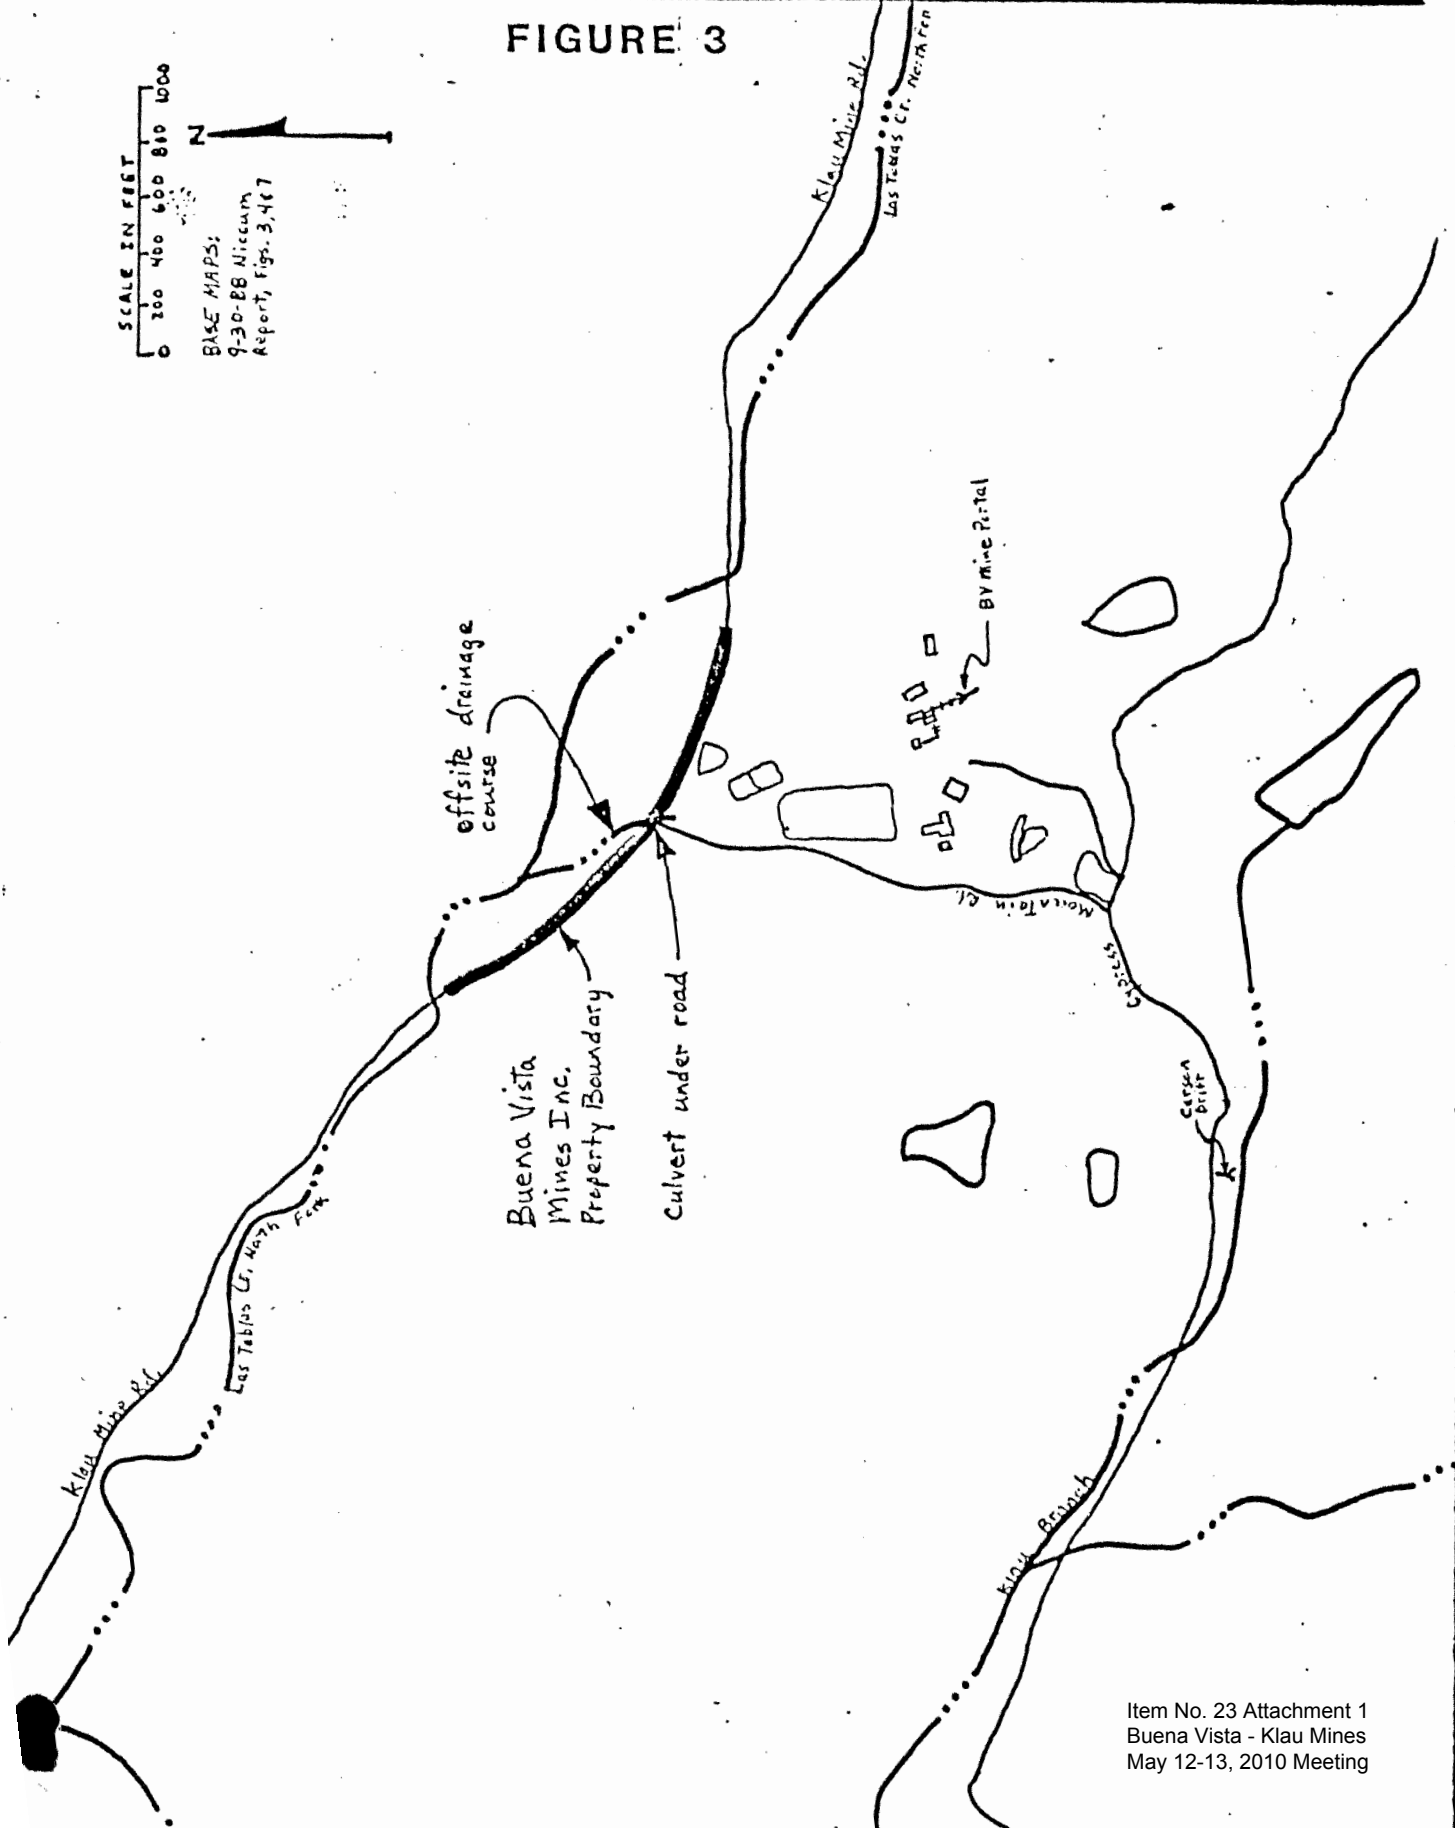 FIGURE 3
SCALE IN FEET
0 200 400 600 800 1000
N
BASE MAPS:
9-30-88 Niccum
Report, Figs. 3,4&7
Klau Mine Rd.
Las Tablas Cr. North
offsite drainage
course
BV Mine Portal
Buena Vista
Mines Inc.
Property Boundary
Culvert under road
Mountain Rd.
Cypress
Carson
Drift
Las Tablas Cr. North Fork
Klau Mine Rd.
Klau Branch
Item No. 23 Attachment 1
Buena Vista - Klau Mines
May 12-13, 2010 Meeting